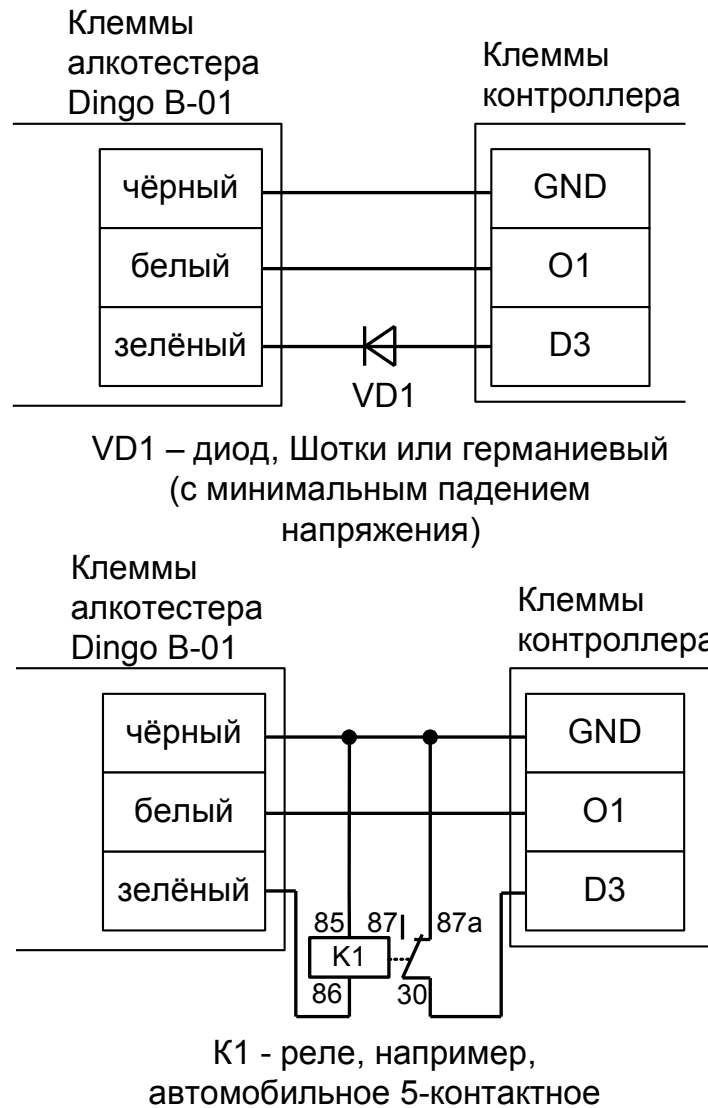 Клеммы
алкотестера
Dingo B-01
Клеммы
контроллера
чёрный
GND
белый
O1
зелёный
D3
VD1
VD1 – диод, Шотки или германиевый
(с минимальным падением
напряжения)
Клеммы
алкотестера
Dingo B-01
Клеммы
контроллера
чёрный
GND
белый
O1
зелёный
D3
85 87 87a
K1
86 30
К1 - реле, например,
автомобильное 5-контактное